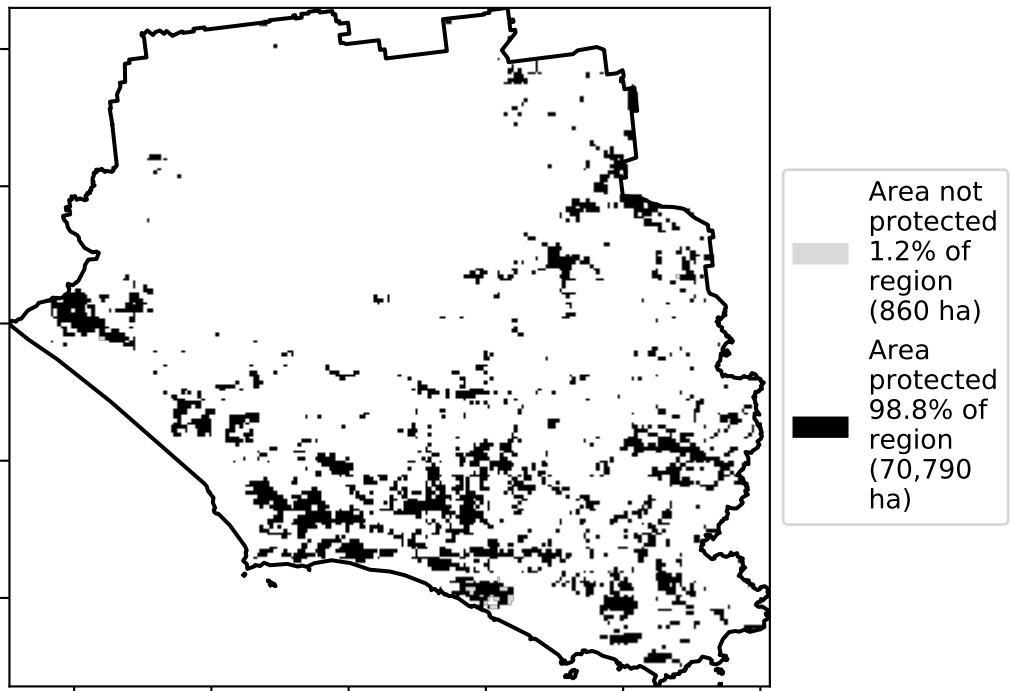 Area not
protected
1.2% of
region
(860 ha)
Area
protected
98.8% of
region
(70,790
ha)